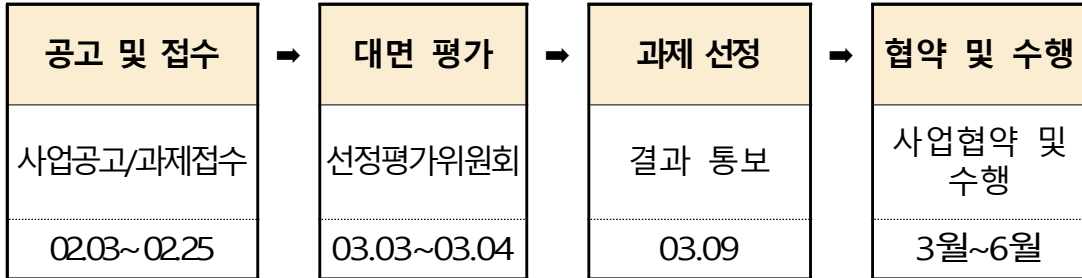 공고 및 접수 ➡ 대면 평가 ➡ 과제 선정 ➡ 협약 및 수행
사업공고/과제접수 선정평가위원회 결과 통보 사업협약 및
수행
02.03~02.25 03.03~03.04 03.09 3월~6월